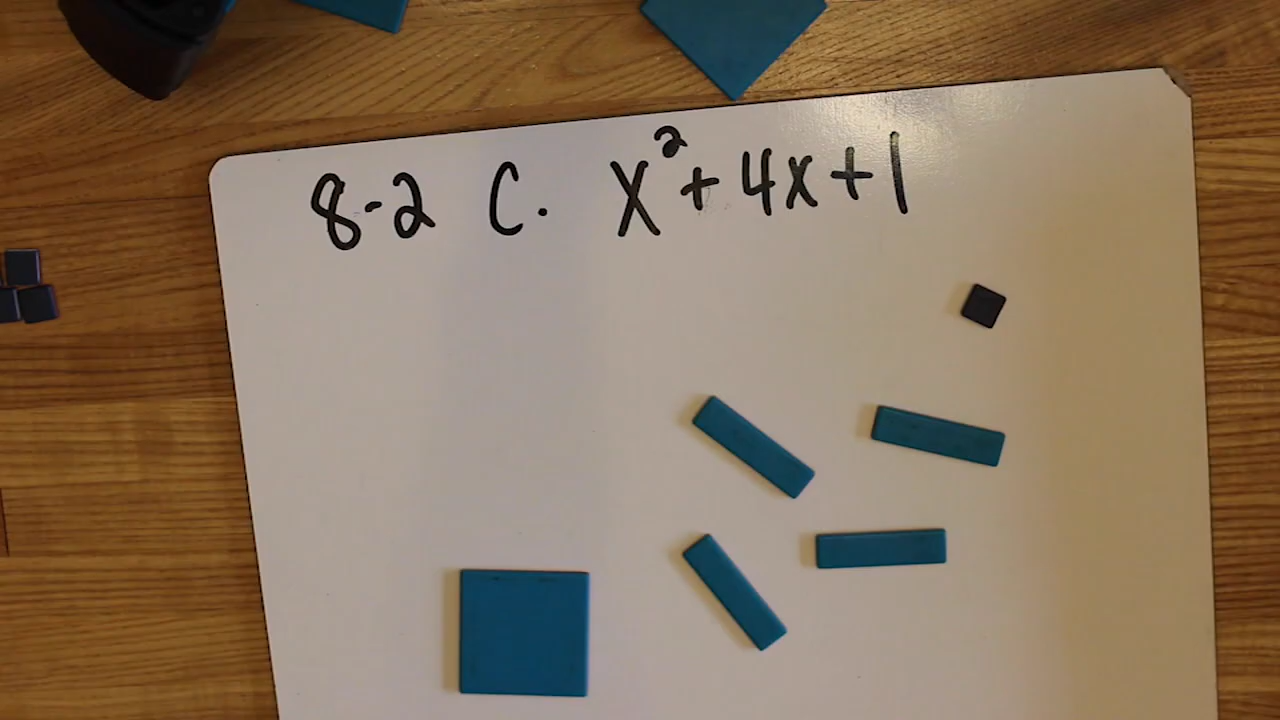 8-2 C. X² + 4x + 1